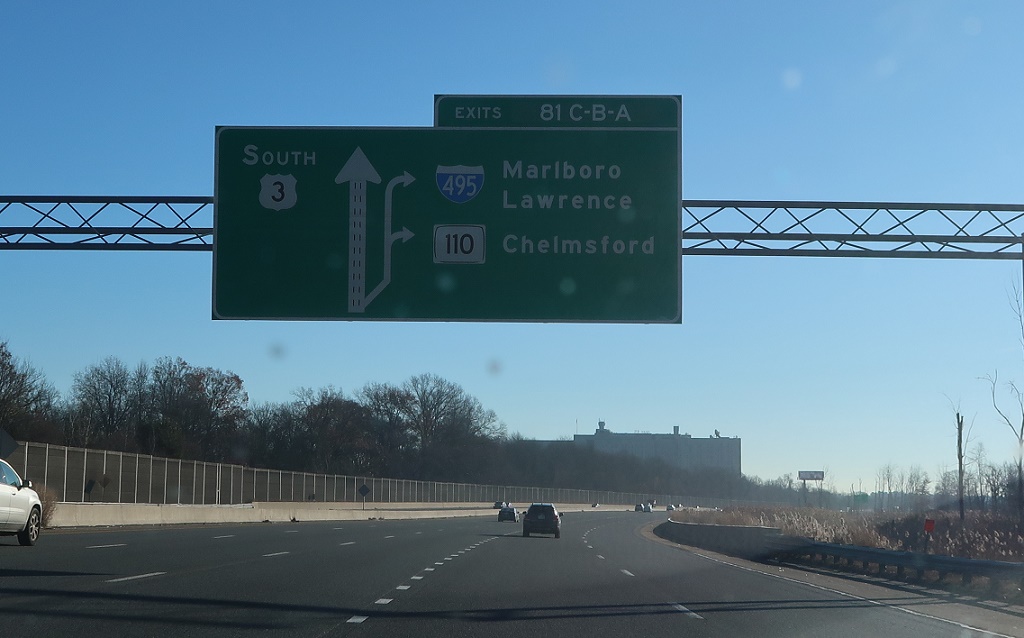 EXITS 81 C-B-A
SOUTH
3
495
Marlboro
Lawrence
110
Chelmsford